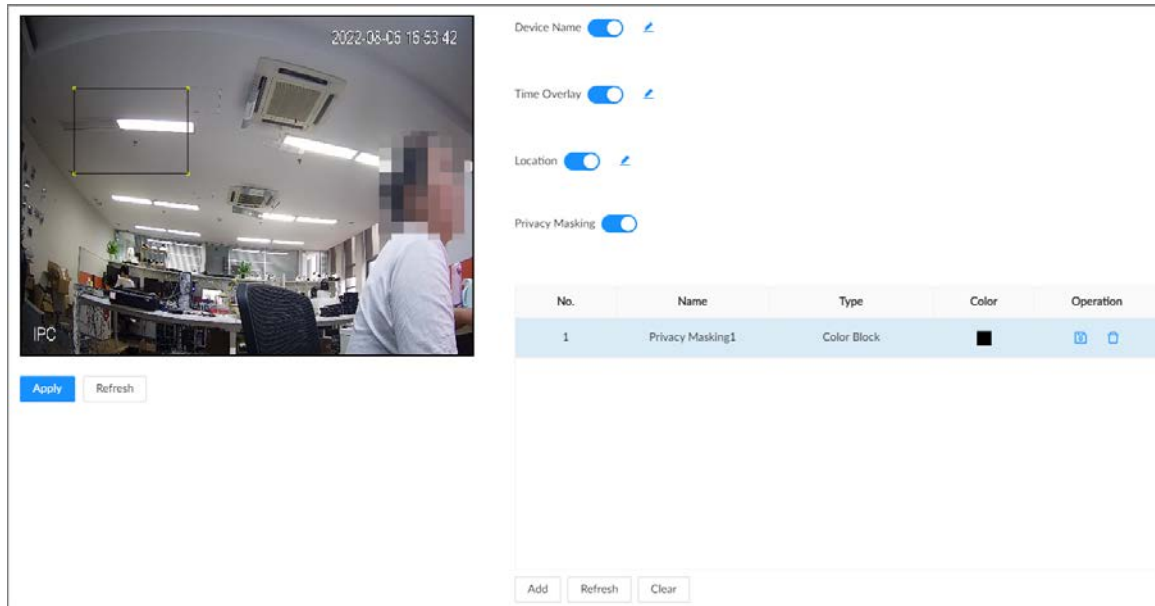 2022-08-05 16:53:42
IPC
Apply
Refresh
Device Name
Time Overlay
Location
Privacy Masking
No. Name Type Color Operation
1 Privacy Masking1 Color Block
Add Refresh Clear